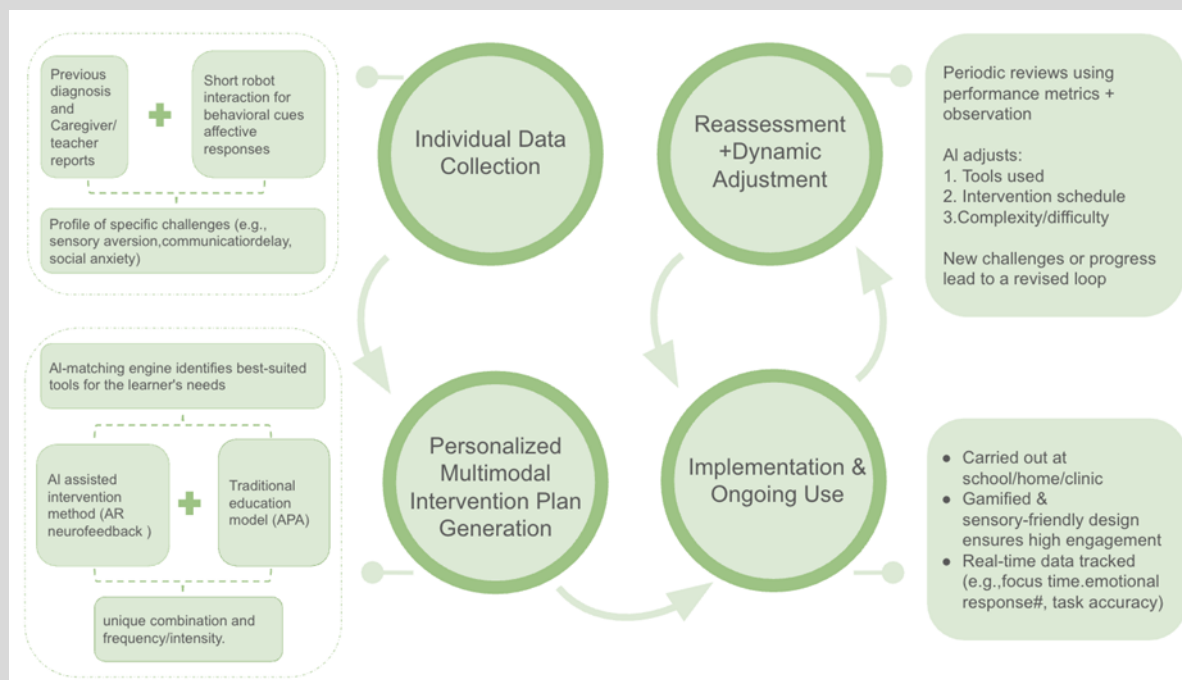 Previous
diagnosis
and
Caregiver/
teacher
reports
Short robot
interaction for
behavioral cues
affective
responses
Profile of specific challenges (e.g.,
sensory aversion,communicatiordelay,
social anxiety)
Individual Data
Collection
Reassessment
+Dynamic
Adjustment
Periodic reviews using
performance metrics +
observation
AI adjusts:
1. Tools used
2. Intervention schedule
3.Complexity/difficulty
New challenges or progress
lead to a revised loop
AI-matching engine identifies best-suited
tools for the learner's needs
AI assisted
intervention
method (AR
neurofeedback )
Traditional
education
model (APA)
unique combination and
frequency/intensity.
Personalized
Multimodal
Intervention Plan
Generation
Implementation &
Ongoing Use
● Carried out at
school/home/clinic
● Gamified &
sensory-friendly design
ensures high engagement
● Real-time data tracked
(e.g.,focus time.emotional
response#, task accuracy)